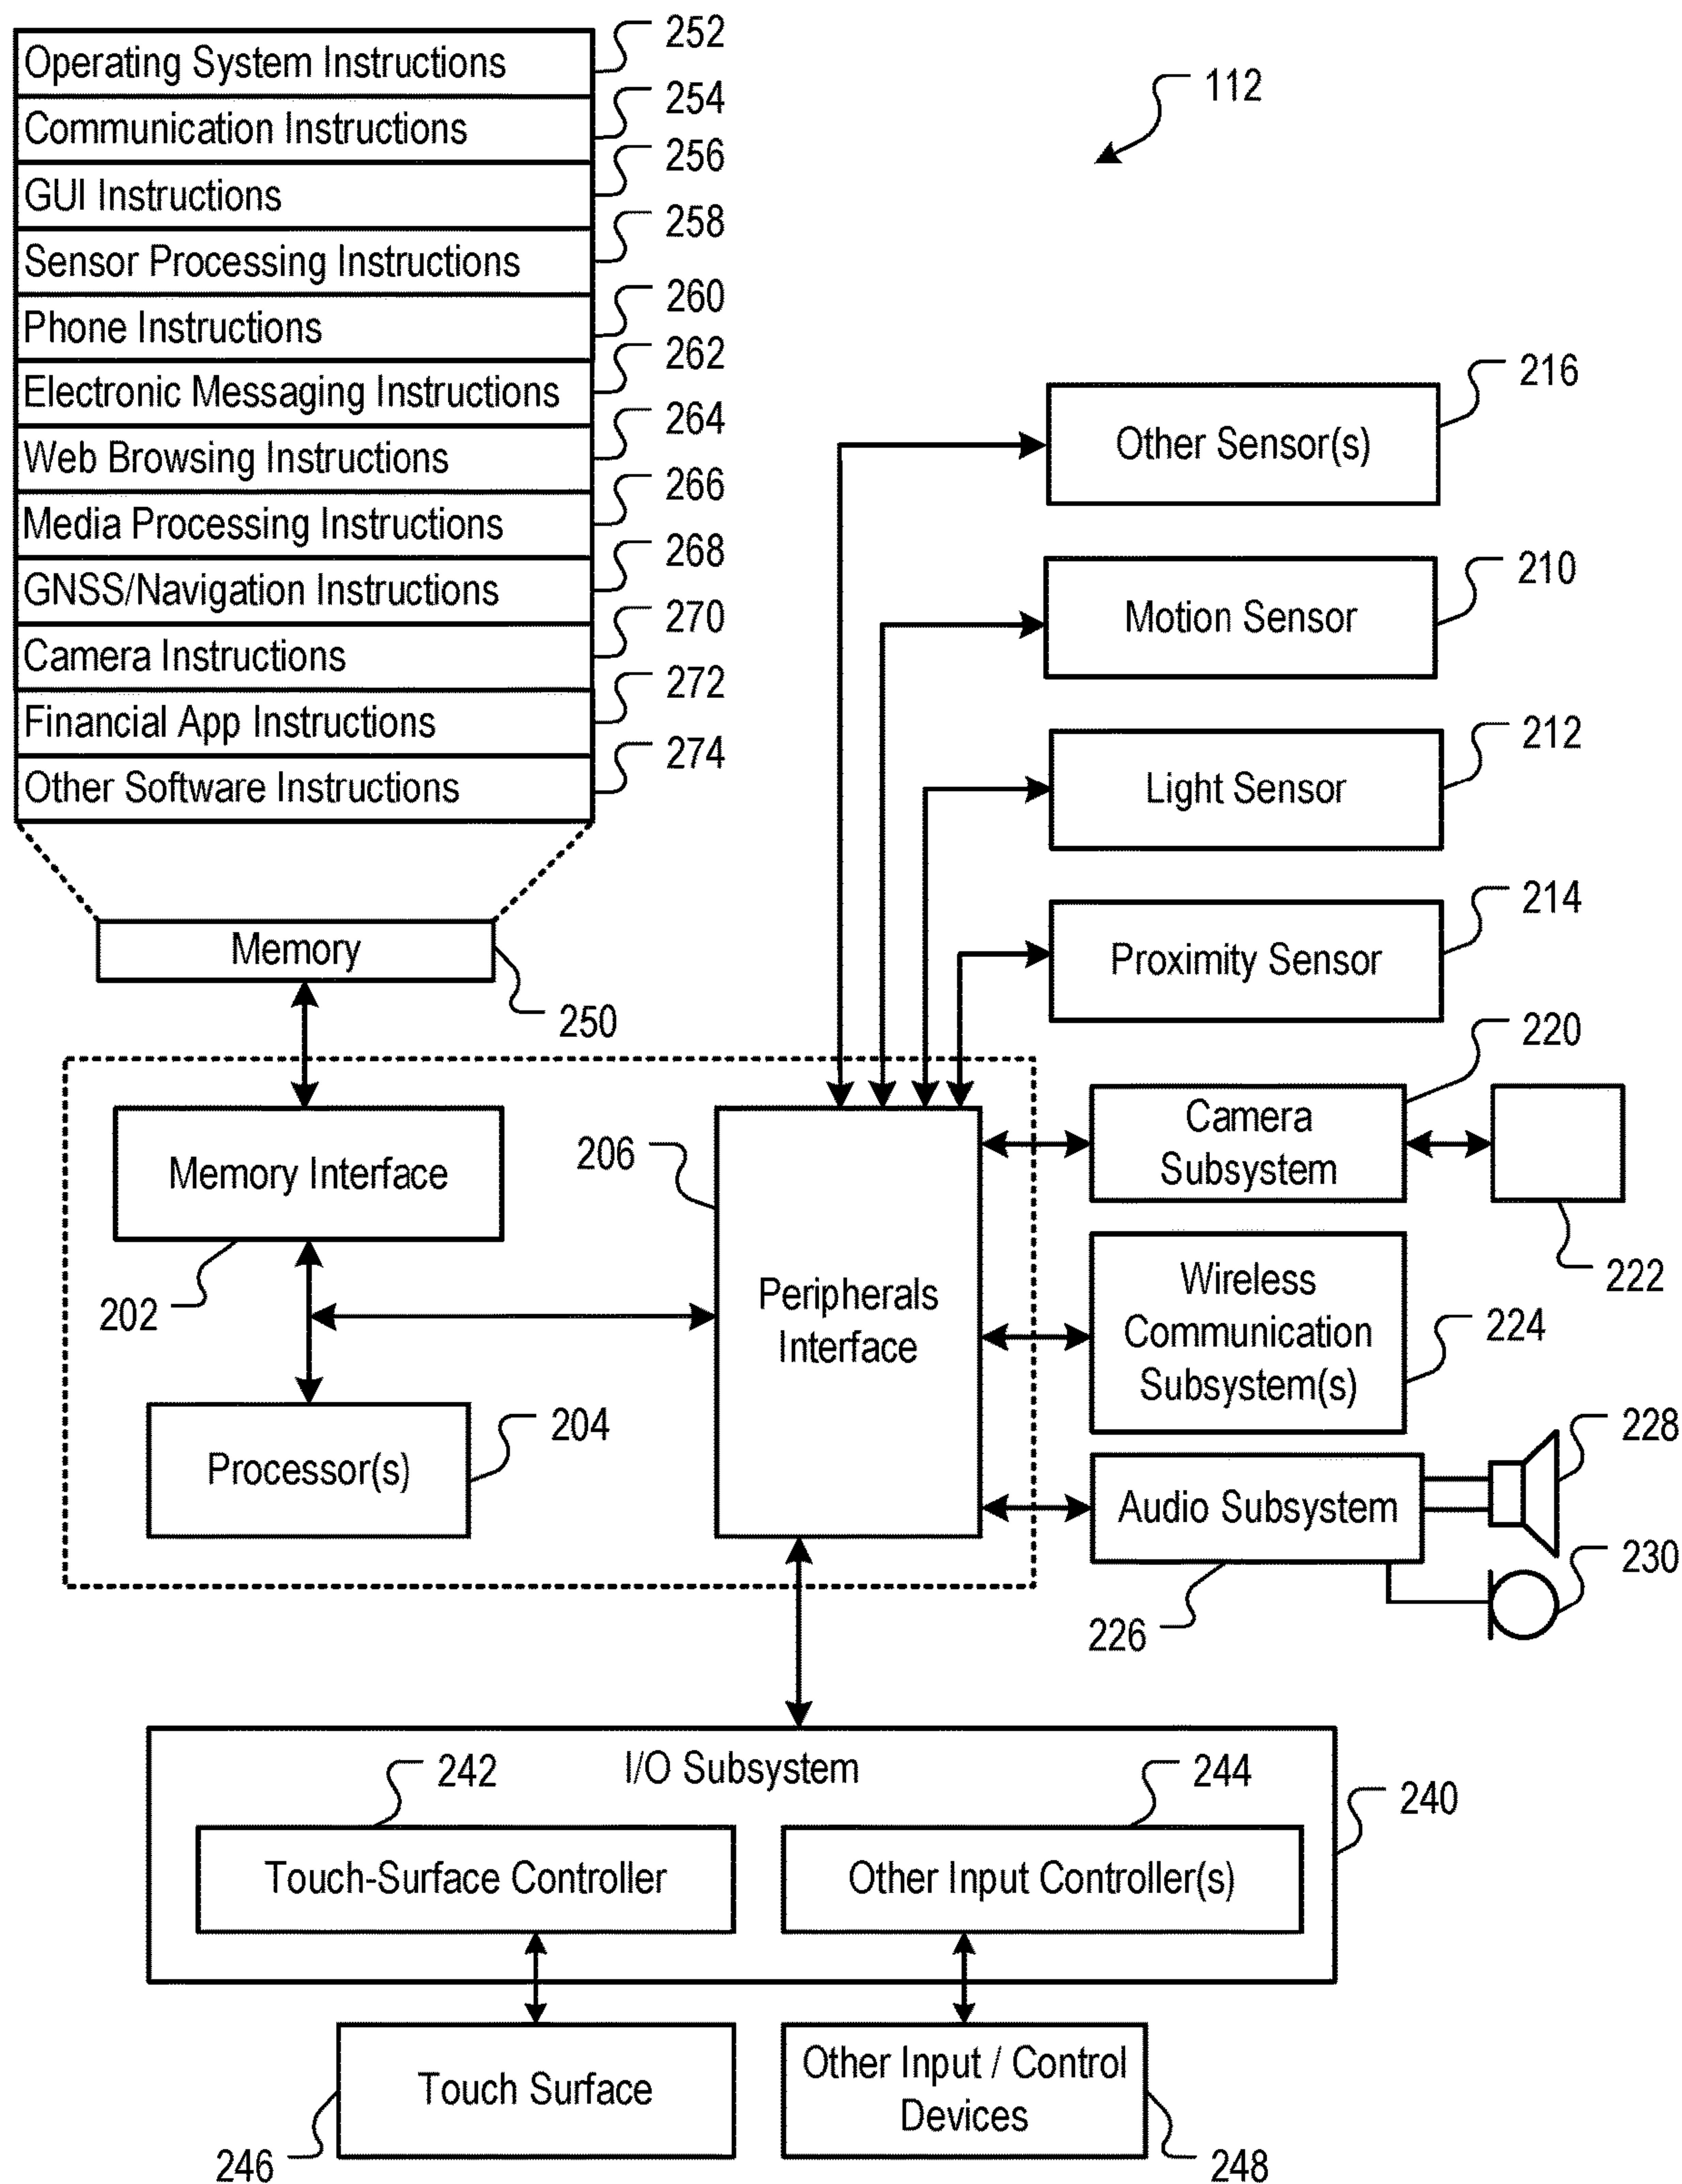 252
Operating System Instructions
254
Communication Instructions
256
GUI Instructions
258
Sensor Processing Instructions
260
Phone Instructions
262
Electronic Messaging Instructions
264
Web Browsing Instructions
266
Media Processing Instructions
268
GNSS/Navigation Instructions
270
Camera Instructions
272
Financial App Instructions
274
Other Software Instructions
112
Memory
250
216
Other Sensor(s)
210
Motion Sensor
212
Light Sensor
214
Proximity Sensor
220
Camera
Subsystem
222
Memory Interface
202
206
Peripherals
Interface
Wireless
Communication
Subsystem(s)
224
204
Processor(s)
228
Audio Subsystem
230
226
I/O Subsystem
242
244
240
Touch-Surface Controller
Other Input Controller(s)
Touch Surface
246
Other Input / Control
Devices
248